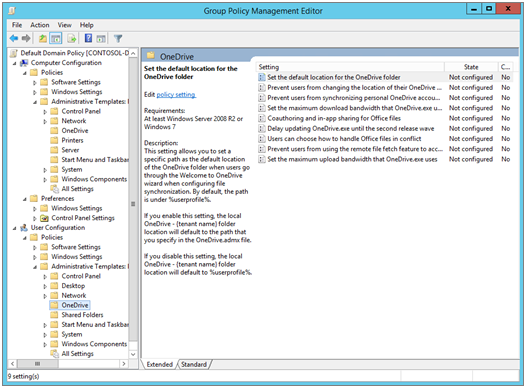 Group Policy Management Editor
File Action View Help
Default Domain Policy [CONTOSOL-D
Computer Configuration
Policies
Software Settings
Windows Settings
Administrative Templates: I
Control Panel
Network
OneDrive
Printers
Server
Start Menu and Taskbar
System
Windows Components
All Settings
Preferences
Windows Settings
Control Panel Settings
User Configuration
Policies
Software Settings
Windows Settings
Administrative Templates: I
Control Panel
Desktop
Network
OneDrive
Shared Folders
Start Menu and Taskbar
System
Windows Components
All Settings
OneDrive
Set the default location for the
OneDrive folder
Edit policy setting.
Requirements:
At least Windows Server 2008 R2 or
Windows 7
Description:
This setting allows you to set a
specific path as the default location
of the OneDrive folder when users go
through the Welcome to OneDrive
wizard when configuring file
synchronization. By default, the path
is under %userprofile%.
If you enable this setting, the local
OneDrive - {tenant name} folder
location will default to the path that
you specify in the OneDrive.admx file.
If you disable this setting, the local
OneDrive - {tenant name} folder
location will default to %userprofile%.
Setting State C...
Set the default location for the OneDrive folder Not configured No
Prevent users from changing the location of their OneDrive ... Not configured No
Prevent users from synchronizing personal OneDrive accou... Not configured No
Set the maximum download bandwidth that OneDrive.exe u... Not configured No
Coauthoring and in-app sharing for Office files Not configured No
Delay updating OneDrive.exe until the second release wave Not configured No
Users can choose how to handle Office files in conflict Not configured No
Prevent users from using the remote file fetch feature to acc... Not configured No
Set the maximum upload bandwidth that OneDrive.exe uses Not configured No
Extended Standard
9 setting(s)